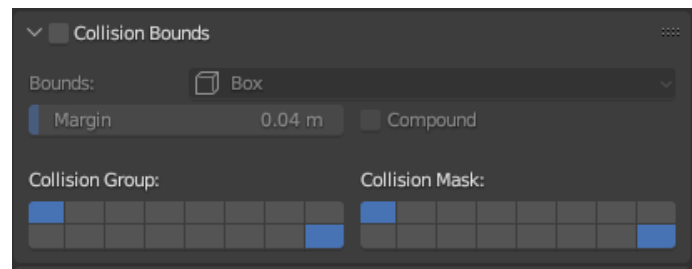 Collision Bounds
Bounds: Box
Margin 0.04 m Compound
Collision Group: Collision Mask: